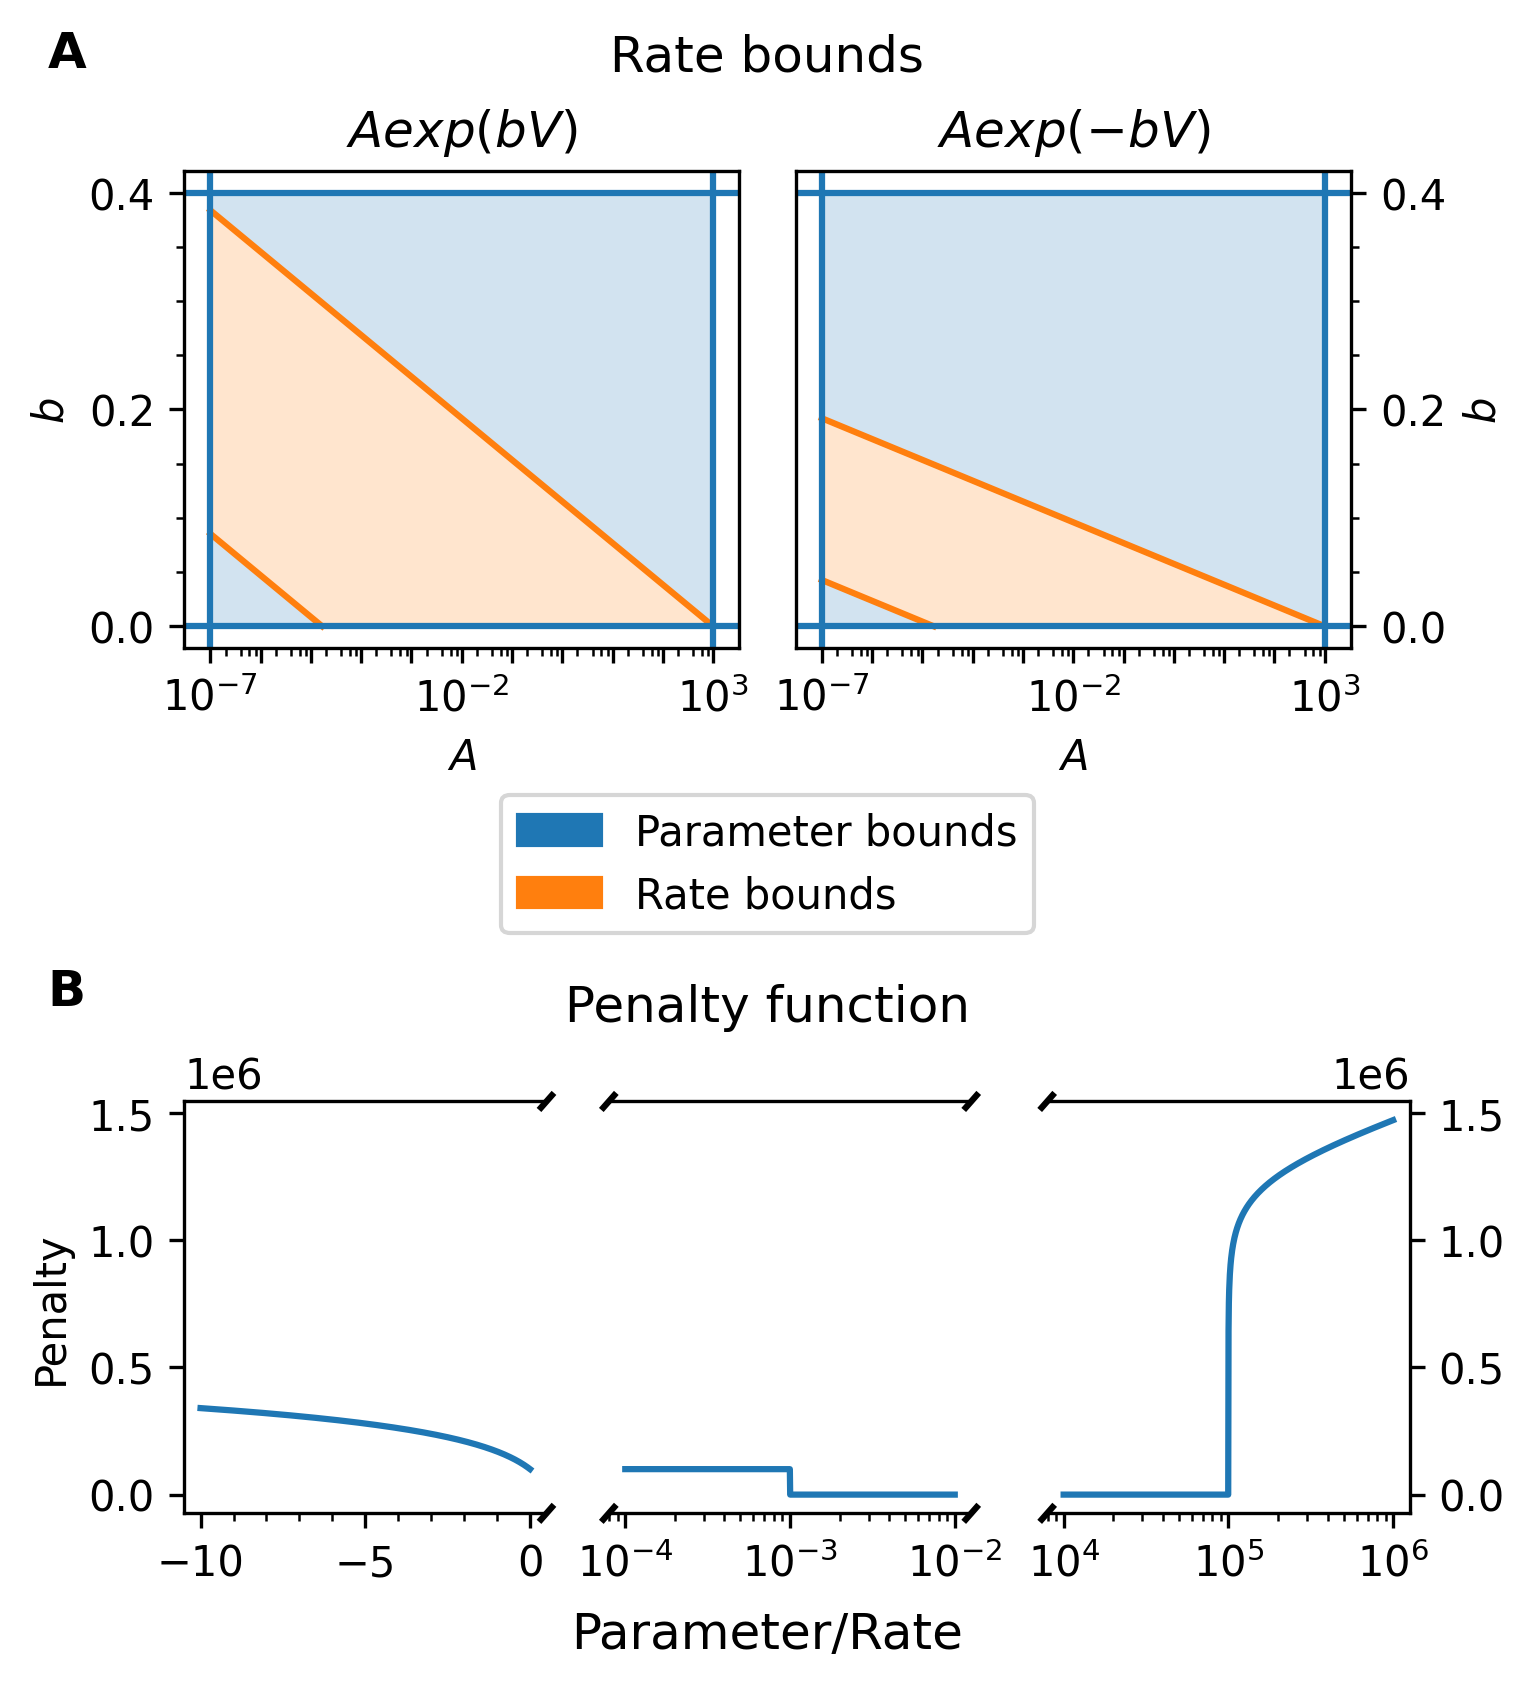 A
Rate bounds
Aexp(bV)
Aexp(−bV)
0.4
0.2
0.0
b
10⁻⁷
10⁻²
10³
A
0.4
0.2
0.0
b
10⁻⁷
10⁻²
10³
A
Parameter bounds
Rate bounds
B
Penalty function
1e6
1e6
1.5
1.0
0.5
0.0
Penalty
1.5
1.0
0.5
0.0
−10
−5
0
10⁻⁴
10⁻³
10⁻²
10⁴
10⁵
10⁶
Parameter/Rate